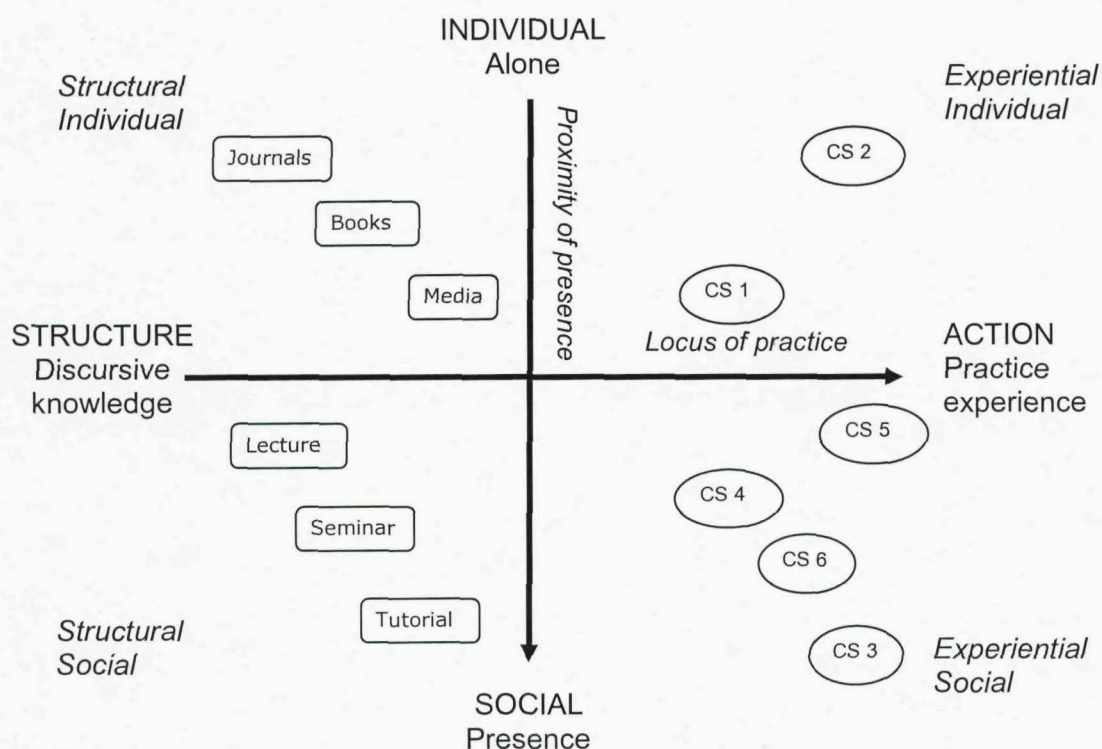 INDIVIDUAL
Alone
Structural
Individual
Experiential
Individual
Proximity of presence
Journals
CS 2
Books
Media
CS 1
STRUCTURE
Discursive
knowledge
Locus of practice
ACTION
Practice
experience
Lecture
CS 5
CS 4
Seminar
CS 6
Tutorial
CS 3
Structural
Social
Experiential
Social
SOCIAL
Presence